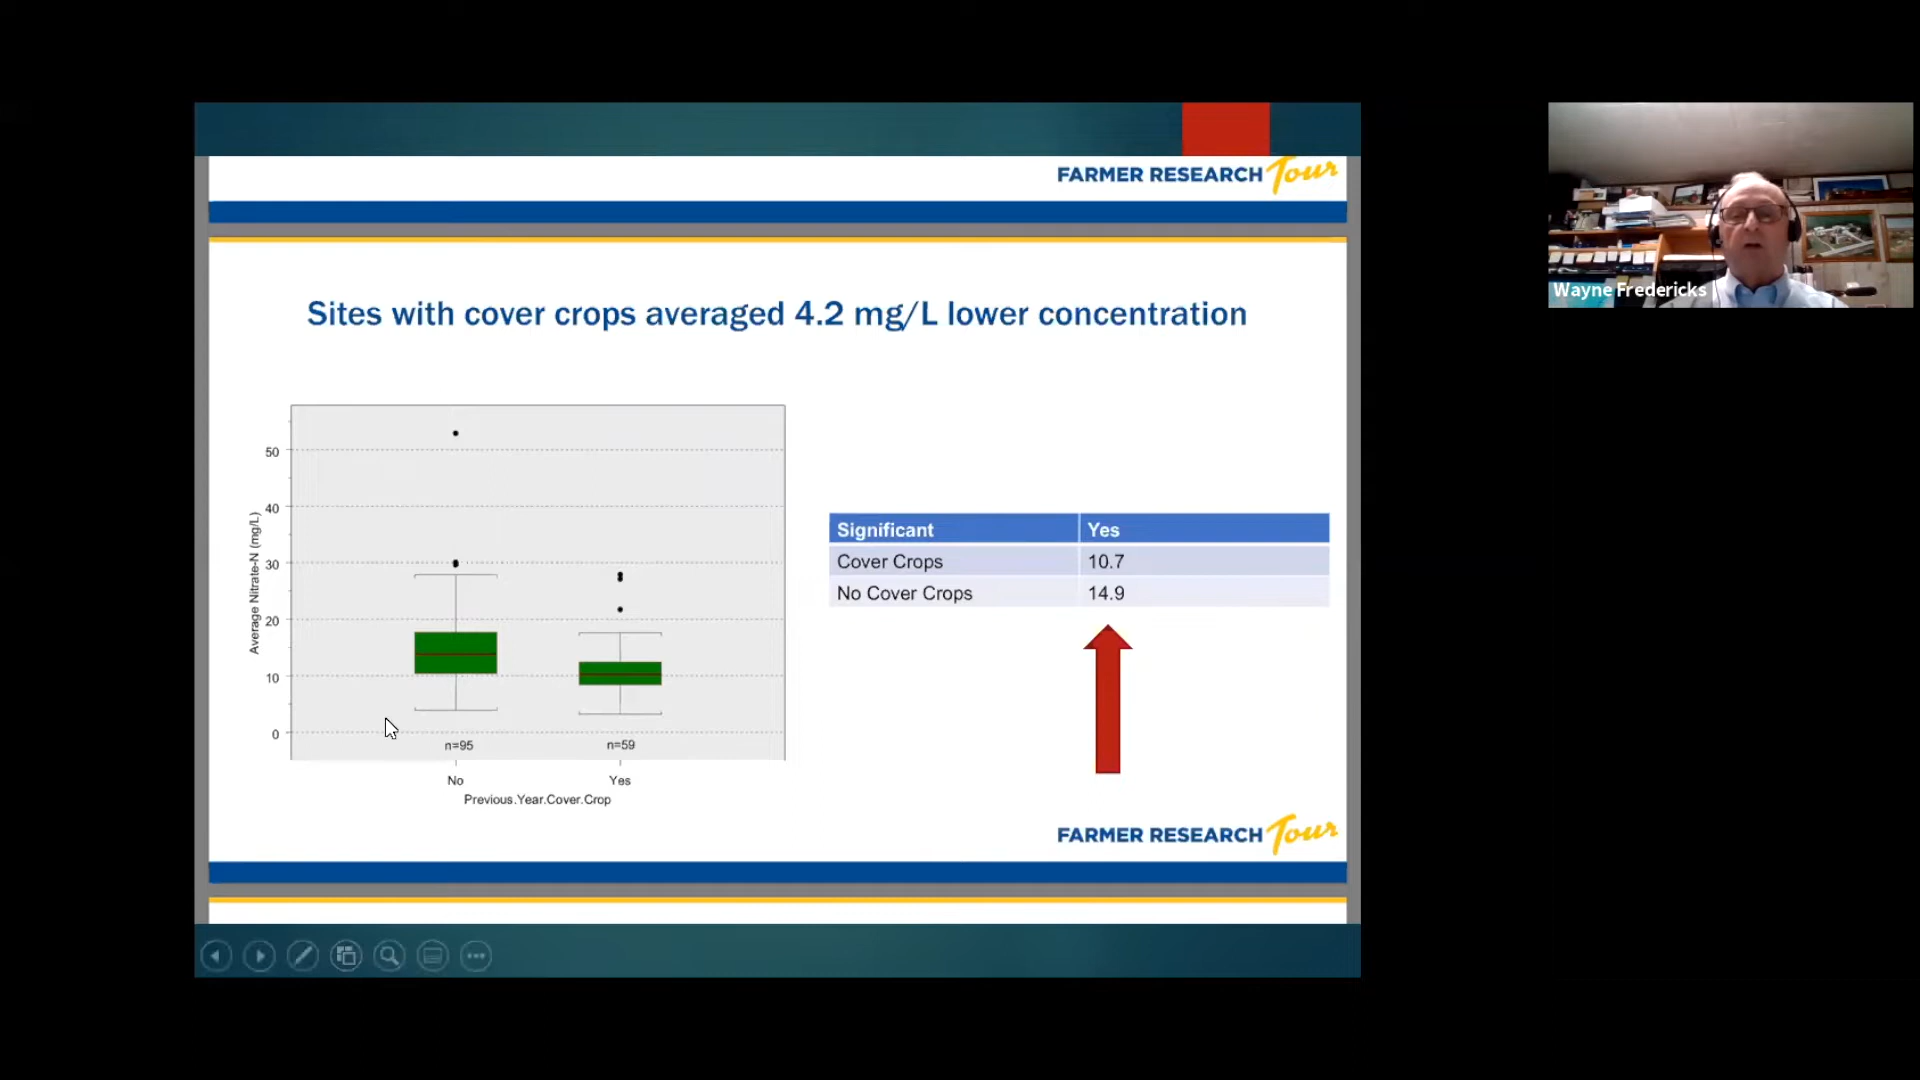 FARMER RESEARCH Tour
Wayne Fredericks
Sites with cover crops averaged 4.2 mg/L lower concentration
50
40
30
20
10
0
Average Nitrate-N (mg/L)
n=95
n=59
No
Yes
Previous.Year.Cover.Crop
Significant Yes
Cover Crops 10.7
No Cover Crops 14.9
FARMER RESEARCH Tour